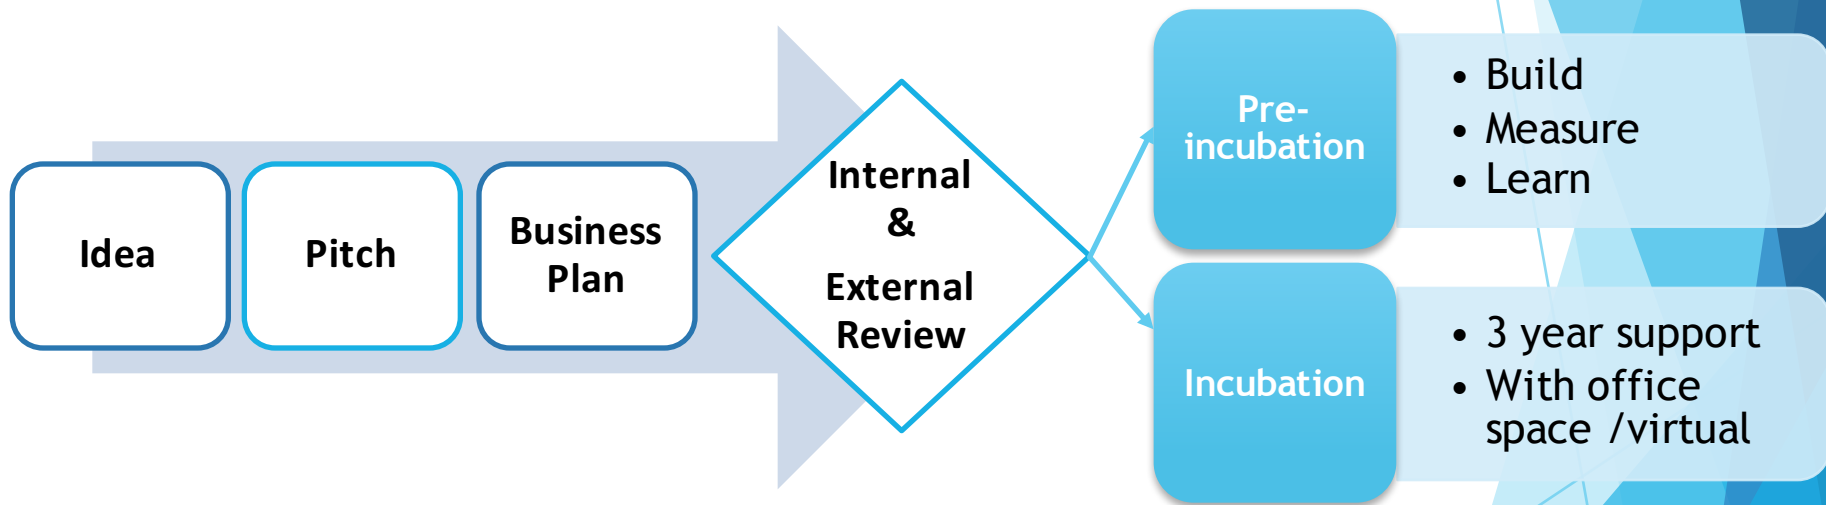 Idea
Pitch
Business
Plan
Internal
&
External
Review
Pre-
incubation
• Build
• Measure
• Learn
Incubation
• 3 year support
• With office
space /virtual